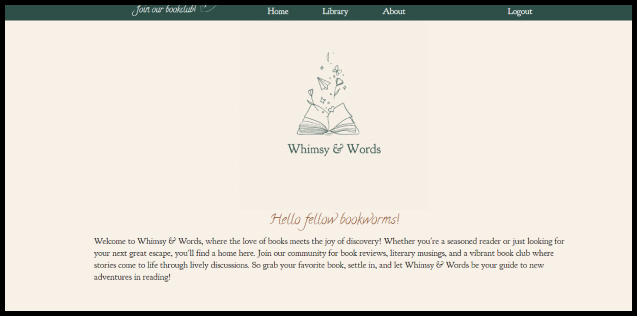 Join our bookclub!
Home Library About Logout
Whimsy & Words
Hello fellow bookworms!
Welcome to Whimsy & Words, where the love of books meets the joy of discovery! Whether you're a seasoned reader or just looking for
your next great escape, you'll find a home here. Join our community for book reviews, literary musings, and a vibrant book club where
stories come to life through lively discussions. So grab your favorite book, settle in, and let Whimsy & Words be your guide to new
adventures in reading!